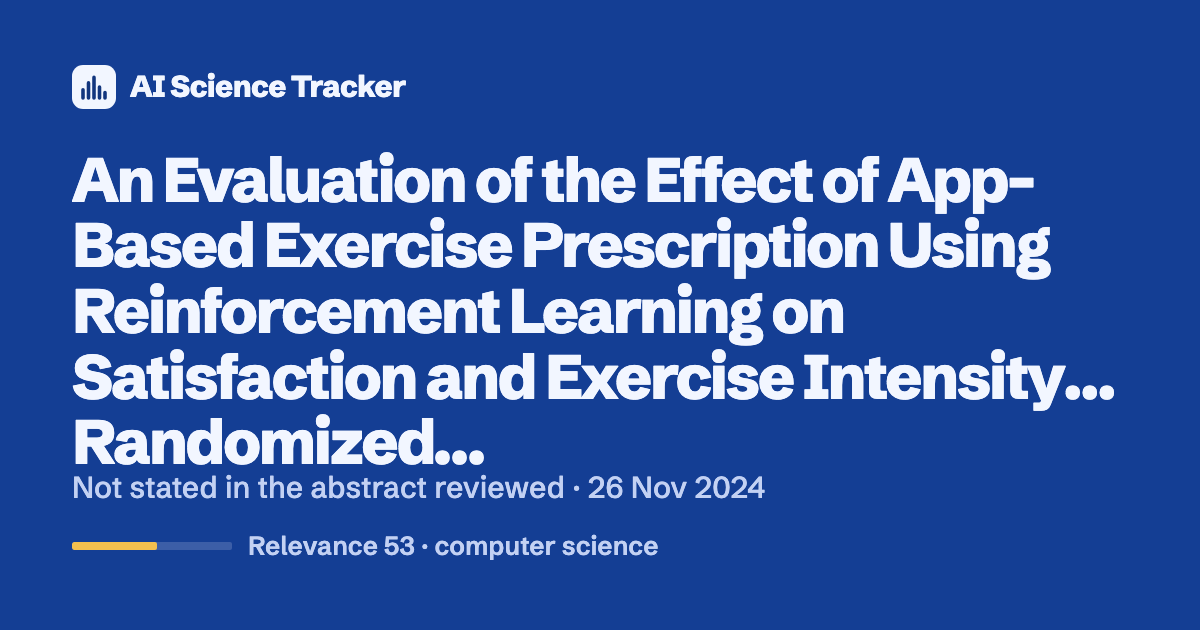 AI Science Tracker
An Evaluation of the Effect of App-
Based Exercise Prescription Using
Reinforcement Learning on
Satisfaction and Exercise Intensity…
Randomized…
Not stated in the abstract reviewed · 26 Nov 2024
Relevance 53 · computer science